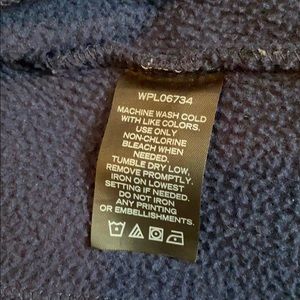 WPL06734
MACHINE WASH COLD
WITH LIKE COLORS.
USE ONLY
NON-CHLORINE
BLEACH WHEN
NEEDED.
TUMBLE DRY LOW,
REMOVE PROMPTLY.
IRON ON LOWEST
SETTING IF NEEDED.
DO NOT IRON
ANY PRINTING
OR EMBELLISHMENTS.